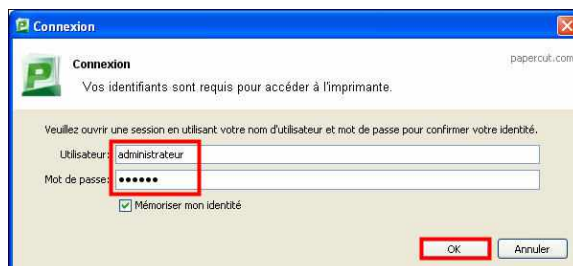 Connexion
Connexion
papercut.com
Vos identifiants sont requis pour accéder à l'imprimante.
Veuillez ouvrir une session en utilisant votre nom d'utilisateur et mot de passe pour confirmer votre identité.
Utilisateur: administrateur
Mot de passe: ••••••
Mémoriser mon identité
OK Annuler